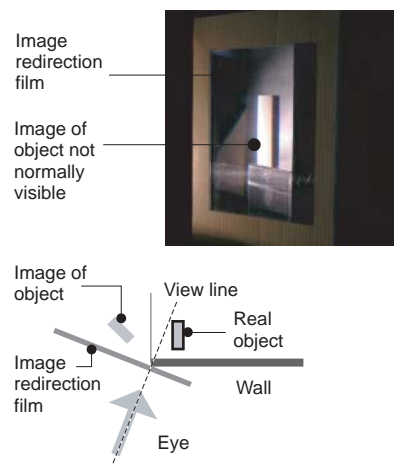 Image
redirection
film
Image of
object not
normally
visible
Image of
object
View line
Real
object
Image
redirection
film
Wall
Eye